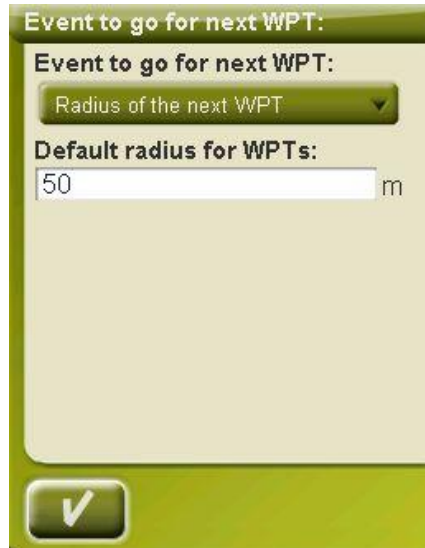 Event to go for next WPT:
Event to go for next WPT:
Radius of the next WPT
Default radius for WPTs:
50 m